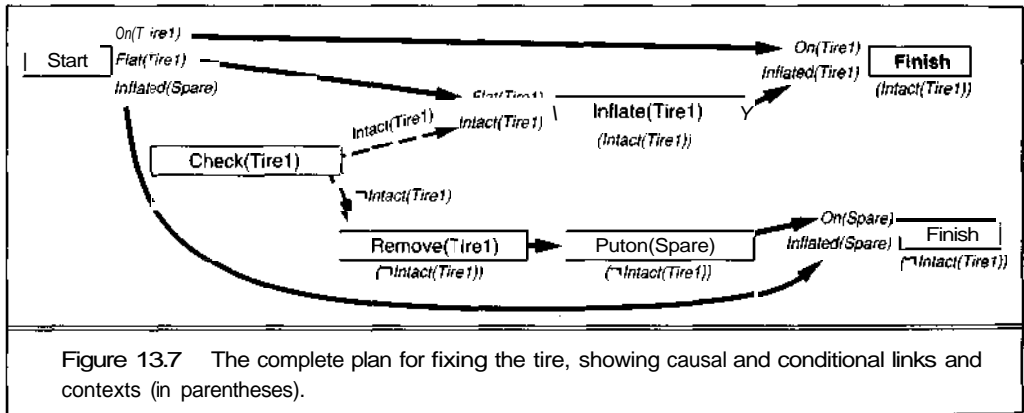 On(Tire1)
Start
Flat(Tire1)
Inflated(Spare)
On(Tire1)
Finish
Inflated(Tire1)
(Intact(Tire1))
Flat(Tire1)
Inflate(Tire1)
Intact(Tire1)
Intact(Tire1)
(Intact(Tire1))
Check(Tire1)
¬Intact(Tire1)
Remove(Tire1)
(¬Intact(Tire1))
Puton(Spare)
(¬Intact(Tire1))
On(Spare)
Finish
Inflated(Spare)
(¬Intact(Tire1))
Figure 13.7 The complete plan for fixing the tire, showing causal and conditional links and
contexts (in parentheses).